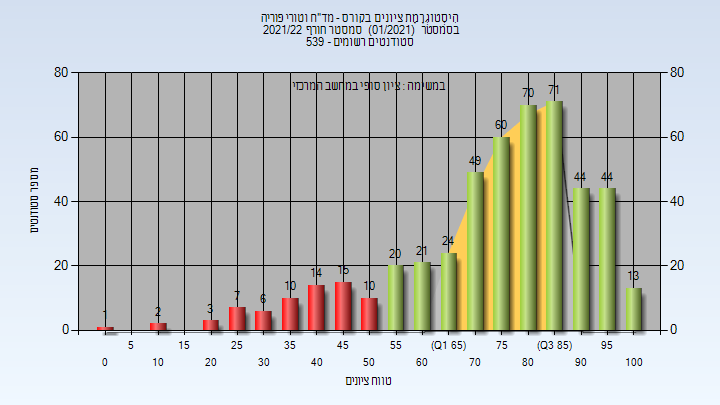 היסטוגרמת ציונים בקורס - מד"ח וטורי פוריה
בסמסטר (01/2021) סמסטר חורף 2021/22
סטודנטים רשומים - 539
במשימה : ציון סופי במחשב המרכזי
מספר סטודנטים
80 80
60 60
40 40
20 20
0 0
1 2 3 7 6 10 14 15 10 20 21 24 49 60 70 71 44 44 13
5 15 25 35 45 55 (Q1 65) 75 (Q3 85) 95
0 10 20 30 40 50 60 70 80 90 100
טווח ציונים